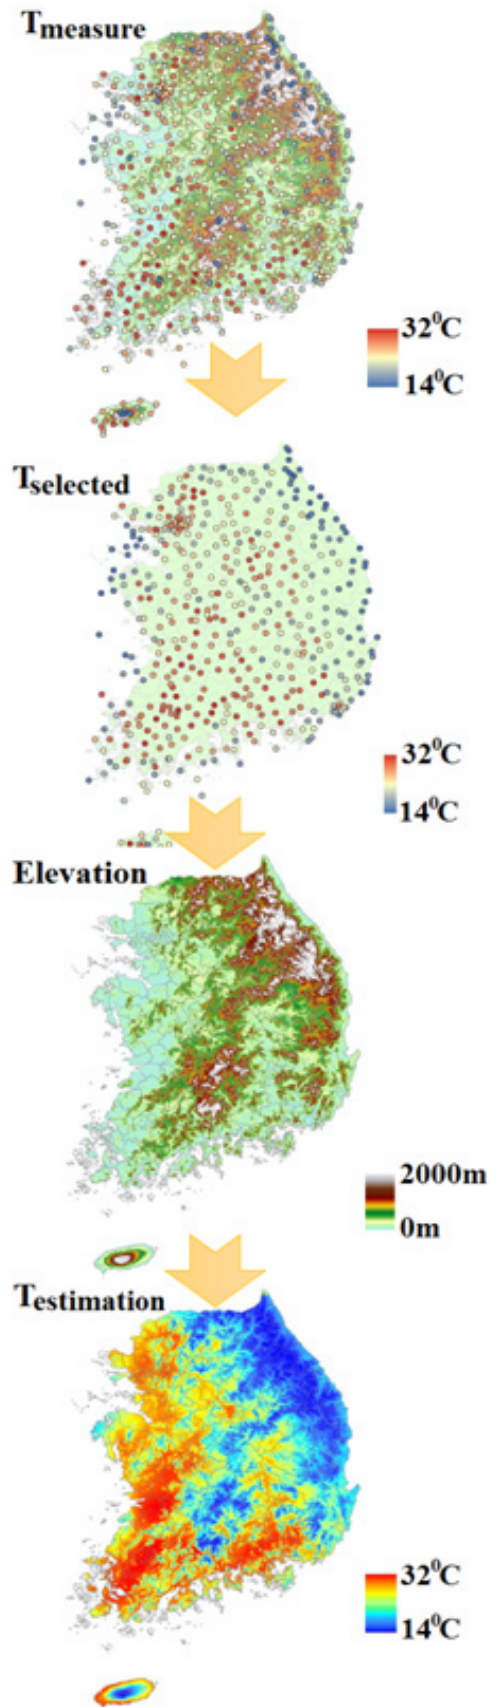 Tmeasure
32⁰C
14⁰C
Tselected
32⁰C
14⁰C
Elevation
2000m
0m
Testimation
32⁰C
14⁰C